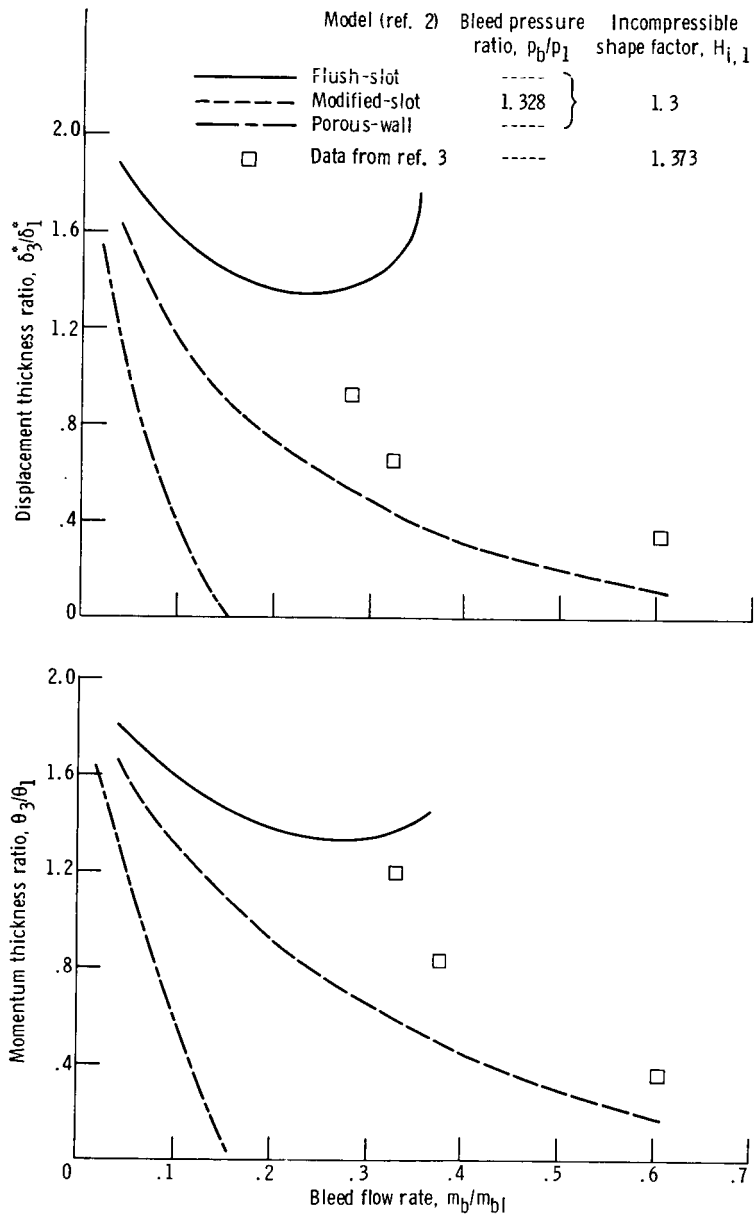 Model (ref. 2) Bleed pressure ratio, p_b/p_1 Incompressible shape factor, H_i,1
Flush-slot -----
Modified-slot 1.328 1.3
Porous-wall -----
Data from ref. 3 ----- 1.373
Displacement thickness ratio, δ*_3/δ*_1
2.0
1.6
1.2
.8
.4
0
Momentum thickness ratio, θ_3/θ_1
2.0
1.6
1.2
.8
.4
0 .1 .2 .3 .4 .5 .6 .7
Bleed flow rate, m_b/m_bl